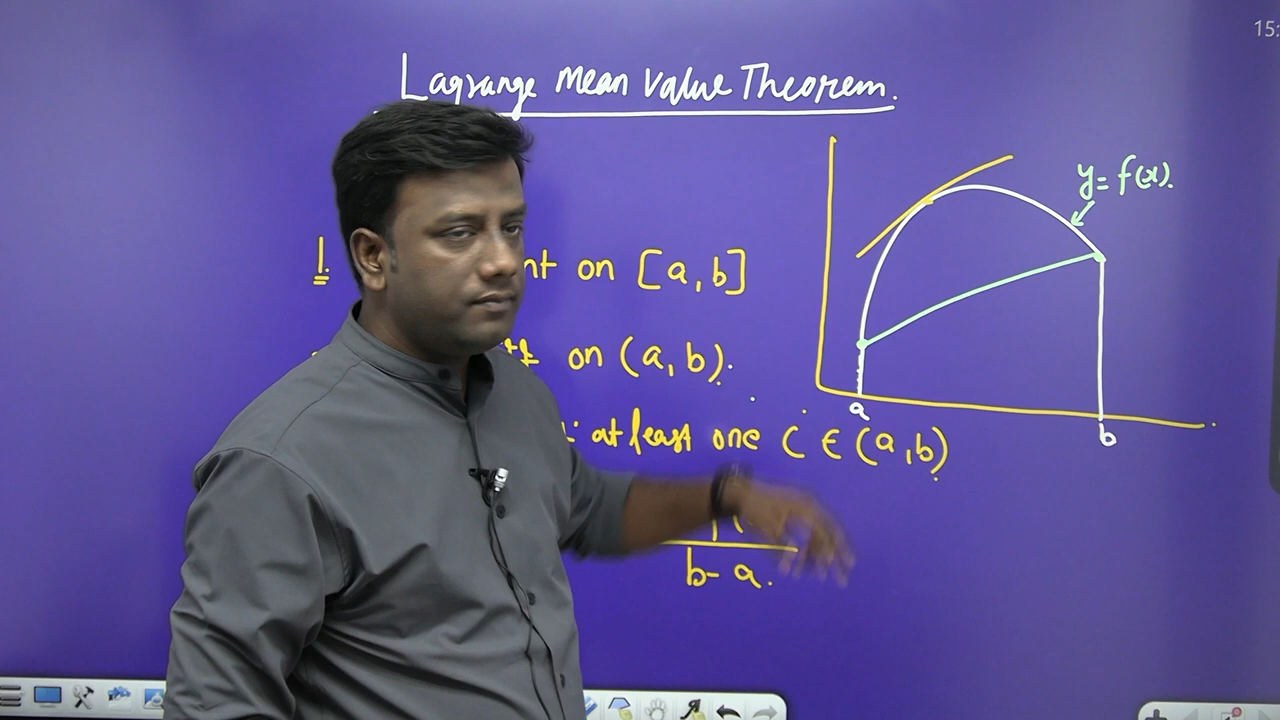 Lagrange Mean Value Theorem.
15:
y = f(x).
1. nt on [a, b]
on (a, b).
at least one C ∈ (a, b)
a
b
b - a.